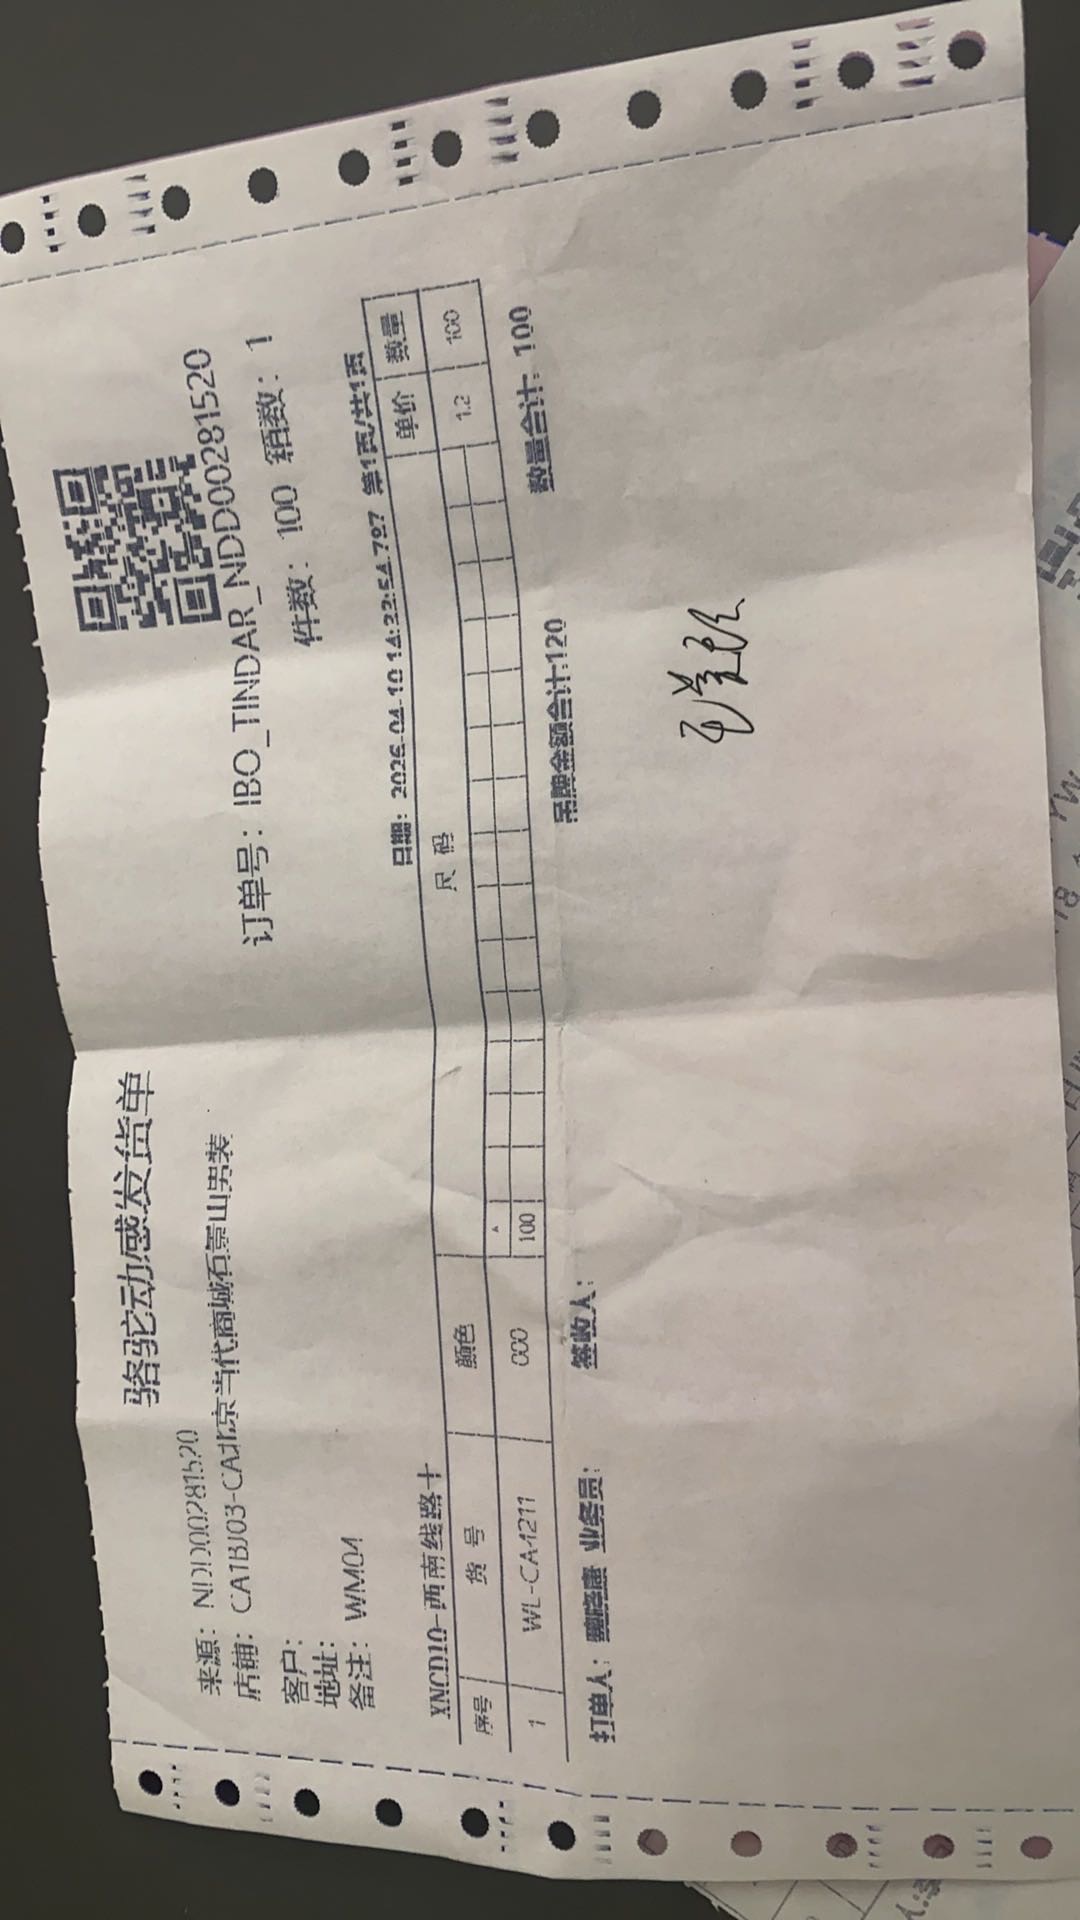 骆驼动感发货单
来源：NDD00281520
店铺：CA1BJ03-CA北京当代商城石景山男装
订单号：IBO_TINDAR_NDD00281520
客户：
件数：100 箱数：1
地址：
备注：WM04
XNCD10-西南线路十
日期：2026-04-10 14:23:54.797 第1页/共1页
序号 货号 颜色 尺码 单价 数量
1 WL-CA4211 000 100 1.2 100
打单人： 业务员： 签收人： 吊牌金额合计:120 数量合计：100